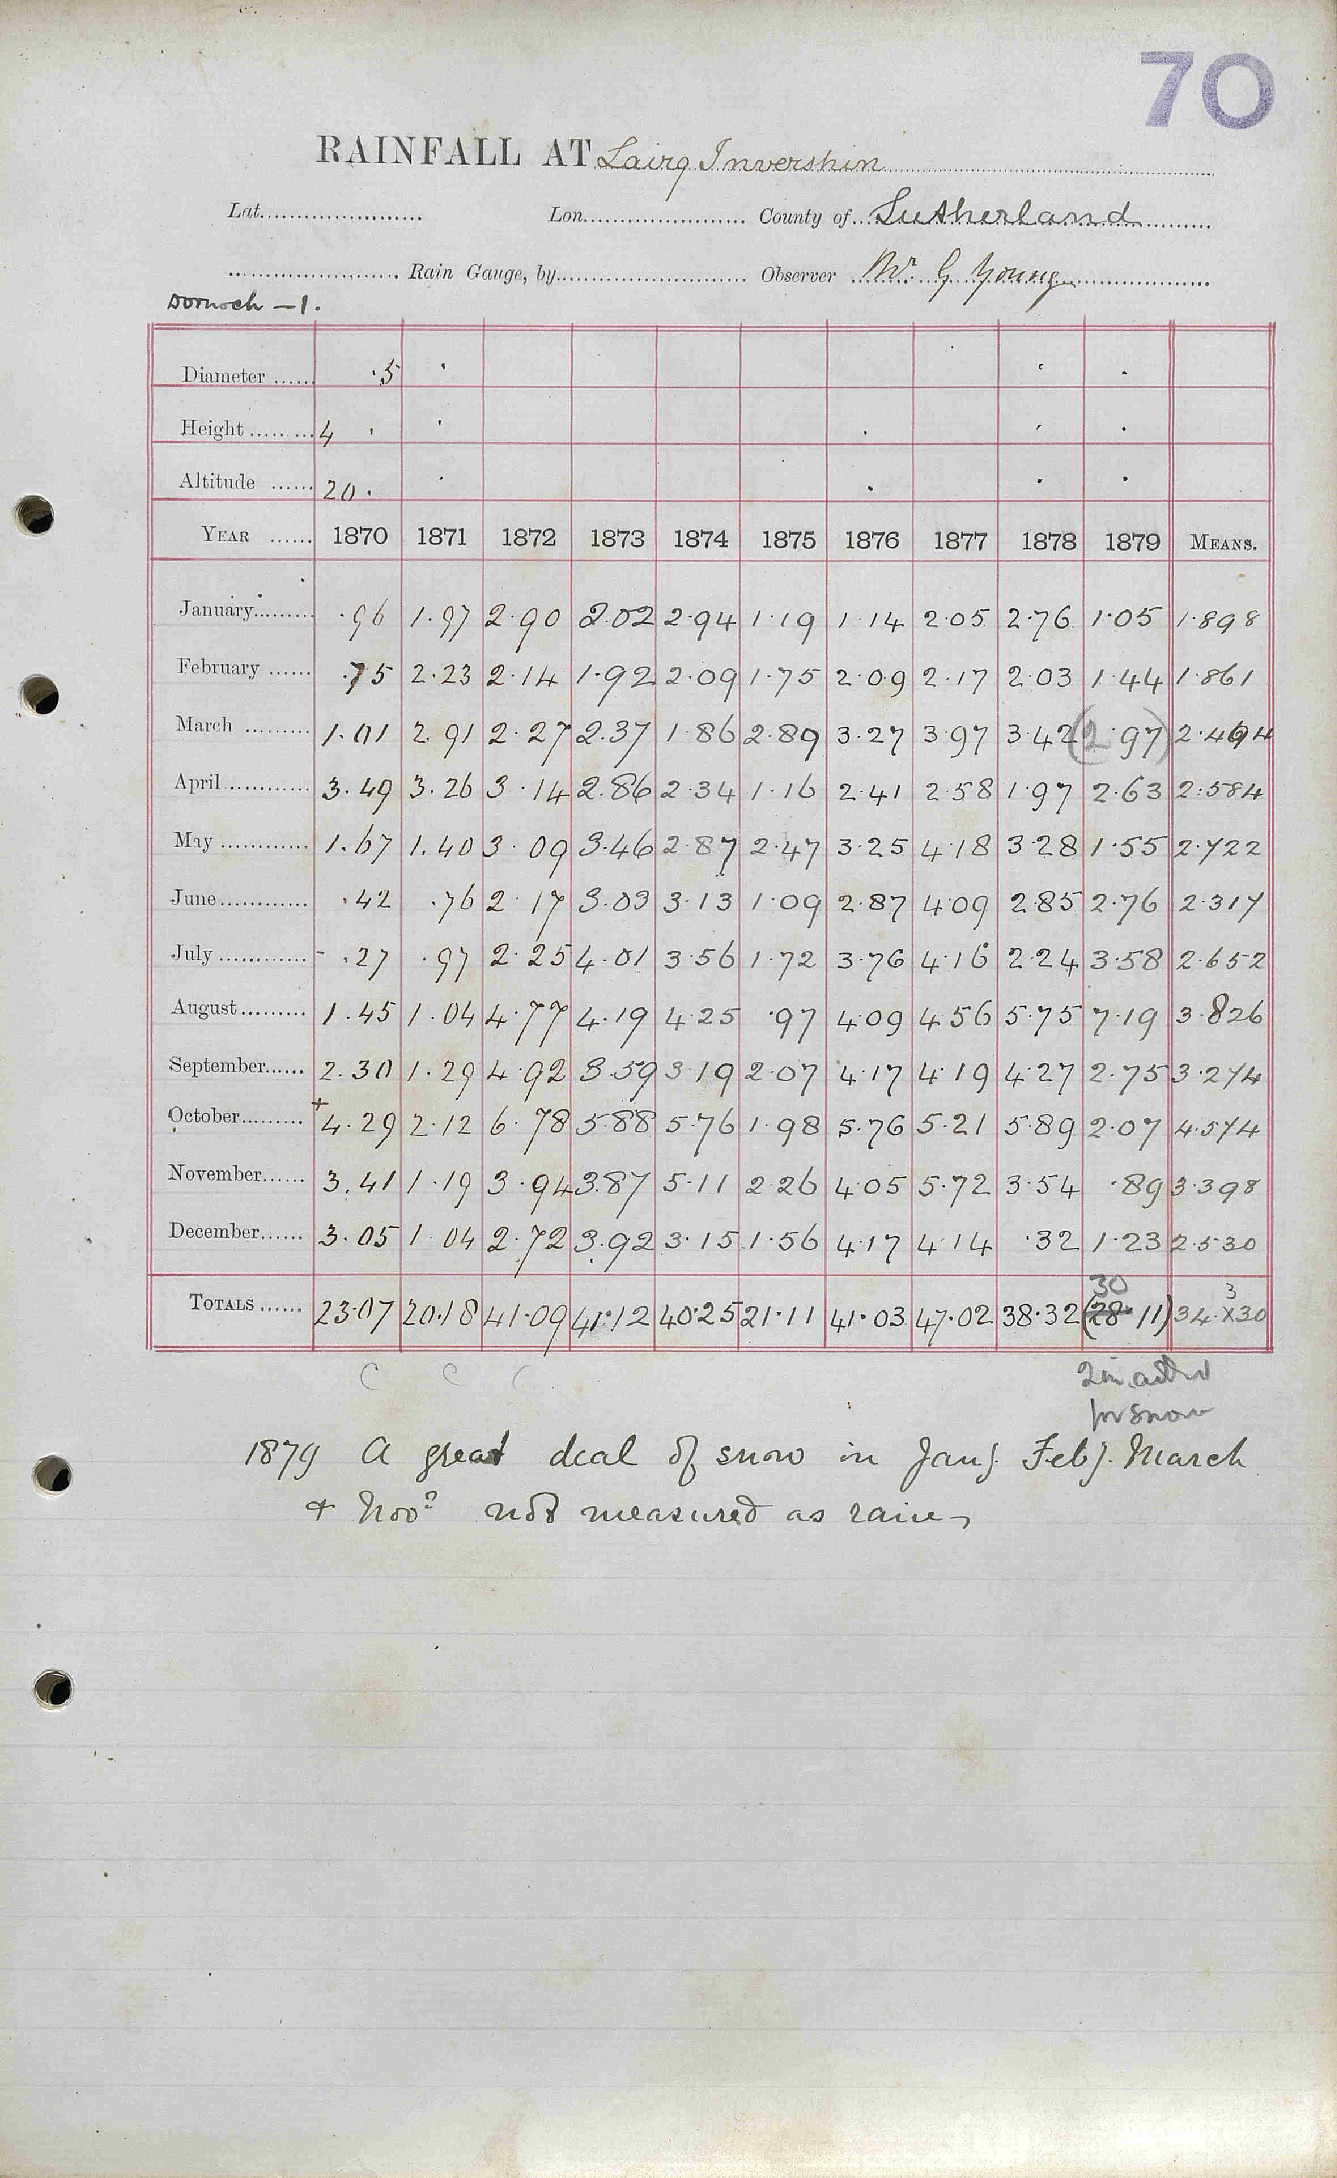 70
RAINFALL AT Lairg Invershin
Lat. Lon. County of Sutherland
Rain Gauge, by Observer Mr G Young
Dornoch - 1.
Diameter ·5
Height 4
Altitude 20.
YEAR 1870 1871 1872 1873 1874 1875 1876 1877 1878 1879 MEANS.
January ·96 1.97 2·90 2.02 2·94 1·19 1·14 2·05 2·76 1·05 1·898
February ·75 2.23 2·14 1·92 2.09 1·75 2·09 2·17 2·03 1·44 1·861
March 1.01 2.91 2·27 2.37 1·86 2.89 3·27 3·97 3·42 (2·97) 2·404
April 3.49 3.26 3·14 2.86 2·34 1·16 2·41 2·58 1·97 2·63 2·584
May 1.67 1.40 3·09 3.46 2·87 2·47 3·25 4·18 3·28 1·55 2·722
June ·42 ·76 2·17 3.03 3·13 1·09 2·87 4·09 2·85 2·76 2·317
July ·27 ·97 2·25 4.01 3·56 1·72 3·76 4·16 2·24 3·58 2·652
August 1.45 1·04 4·77 4.19 4·25 ·97 4·09 4·56 5·75 7·19 3·826
September 2.30 1·29 4·92 3.59 3·19 2·07 4·17 4·19 4·27 2·75 3·274
October +4.29 2·12 6·78 5.88 5·76 1·98 5·76 5·21 5·89 2·07 4·574
November 3.41 1·19 3·94 3.87 5·11 2·26 4·05 5·72 3·54 ·89 3·398
December 3.05 1·04 2·72 3.92 3·15 1·56 4·17 4·14 ·32 1·23 2·530
30 3
TOTALS 23·07 20·18 41·09 41·12 40·25 21·11 41·03 47·02 38·32 (28·11) 34·X30
C C C
2 in. added
for snow
1879 A great deal of snow in Jany. Feby. March
& Novr not measured as rain